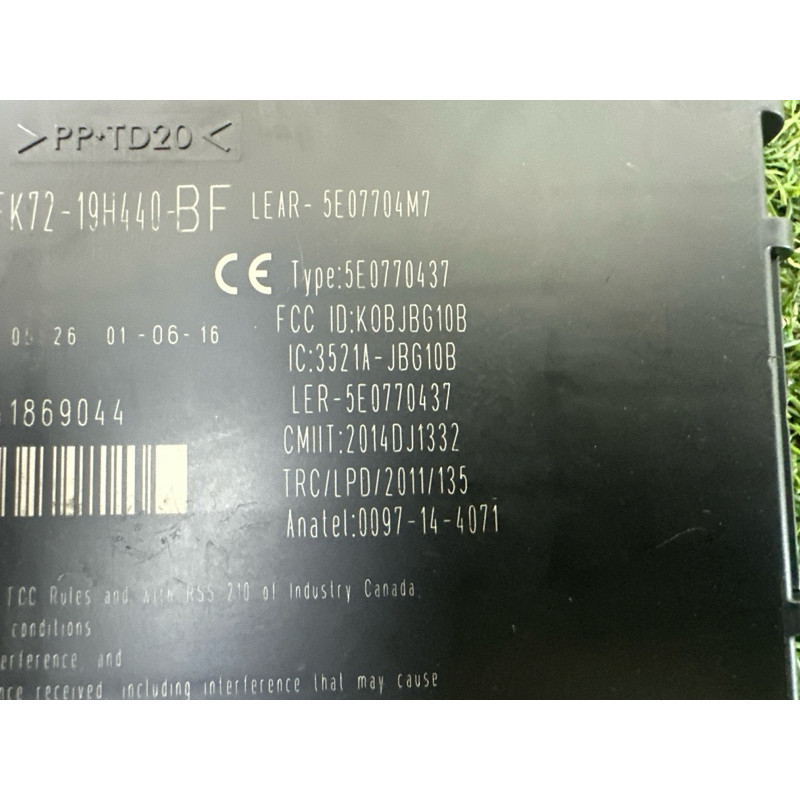 >PP+TD20<
FK72-19H440-BF LEAR- 5E07704M7
CE Type:5E0770437
FCC ID:KOBJBG10B
26 01-06-16
IC:3521A-JBG10B
LER-5E0770437
1869044
CMIIT:2014DJ1332
TRC/LPD/2011/135
Anatel:0097-14-4071
FCC Rules and with RSS 210 of Industry Canada.
conditions
erference, and
nce received, including interference that may cause